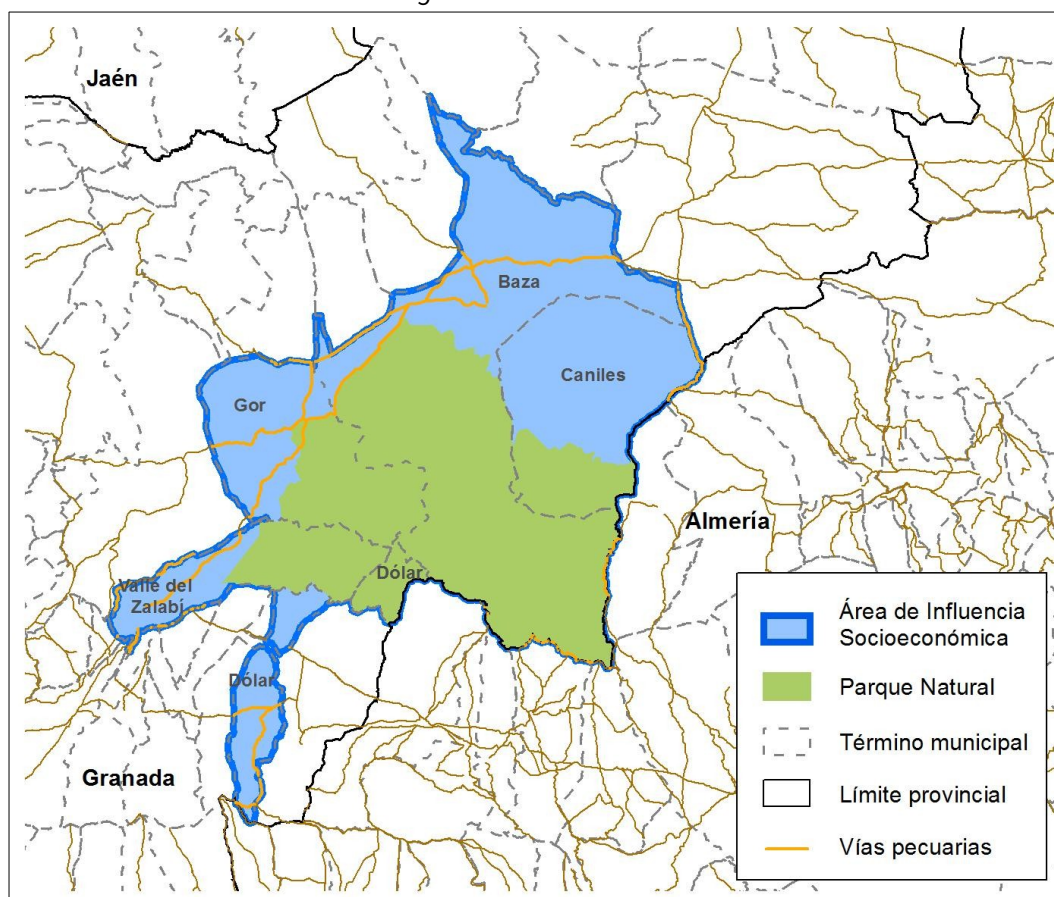 Jaén
Baza
Caniles
Gor
Almería
Dólar
Valle del
Zalabí
Dólar
Granada
Área de Influencia
Socioeconómica
Parque Natural
Término municipal
Límite provincial
Vías pecuarias